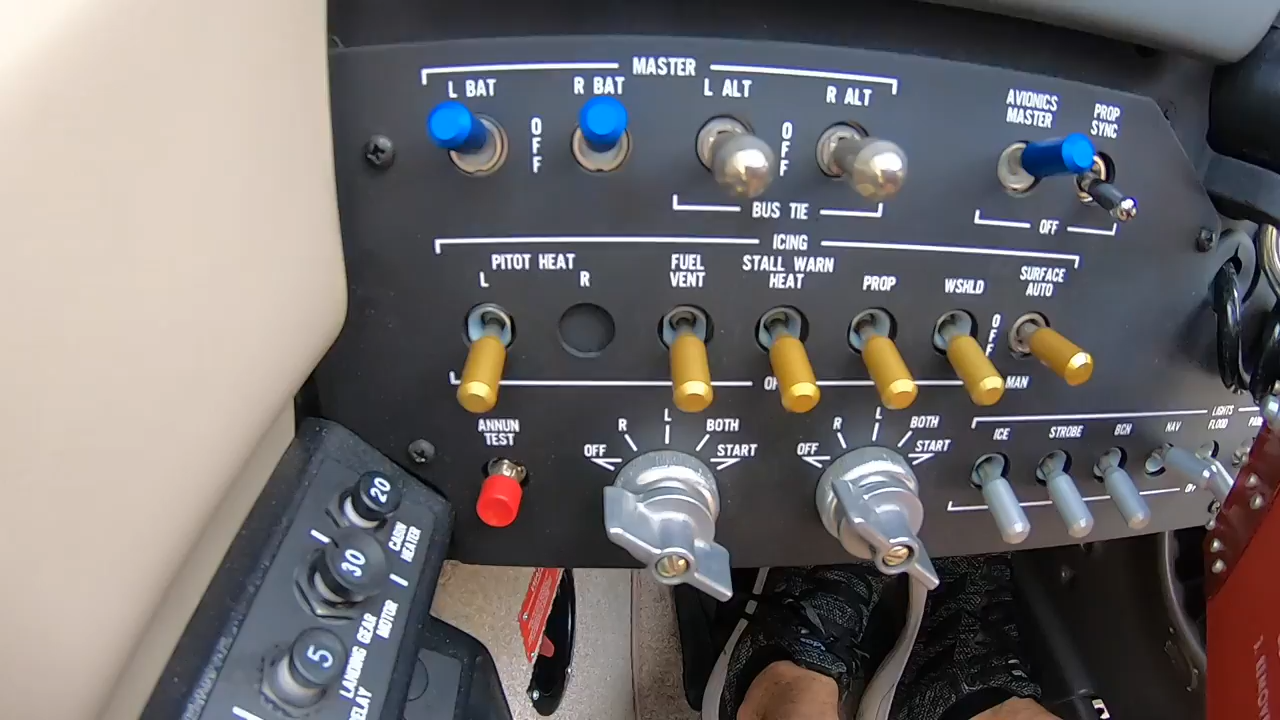 MASTER
L BAT
R BAT
L ALT
R ALT
AVIONICS
MASTER
PROP
SYNC
OFF
OFF
BUS TIE
OFF
ICING
PITOT HEAT
L
R
FUEL
VENT
STALL WARN
HEAT
PROP
WSHLD
SURFACE
AUTO
OFF
MAN
ANNUN
TEST
OFF
R
L
BOTH
START
OFF
R
L
BOTH
START
LIGHTS
ICE
STROBE
BCN
NAV
FLOOD
20
CABIN
HEATER
30
LANDING GEAR
MOTOR
5
LANDING GEAR